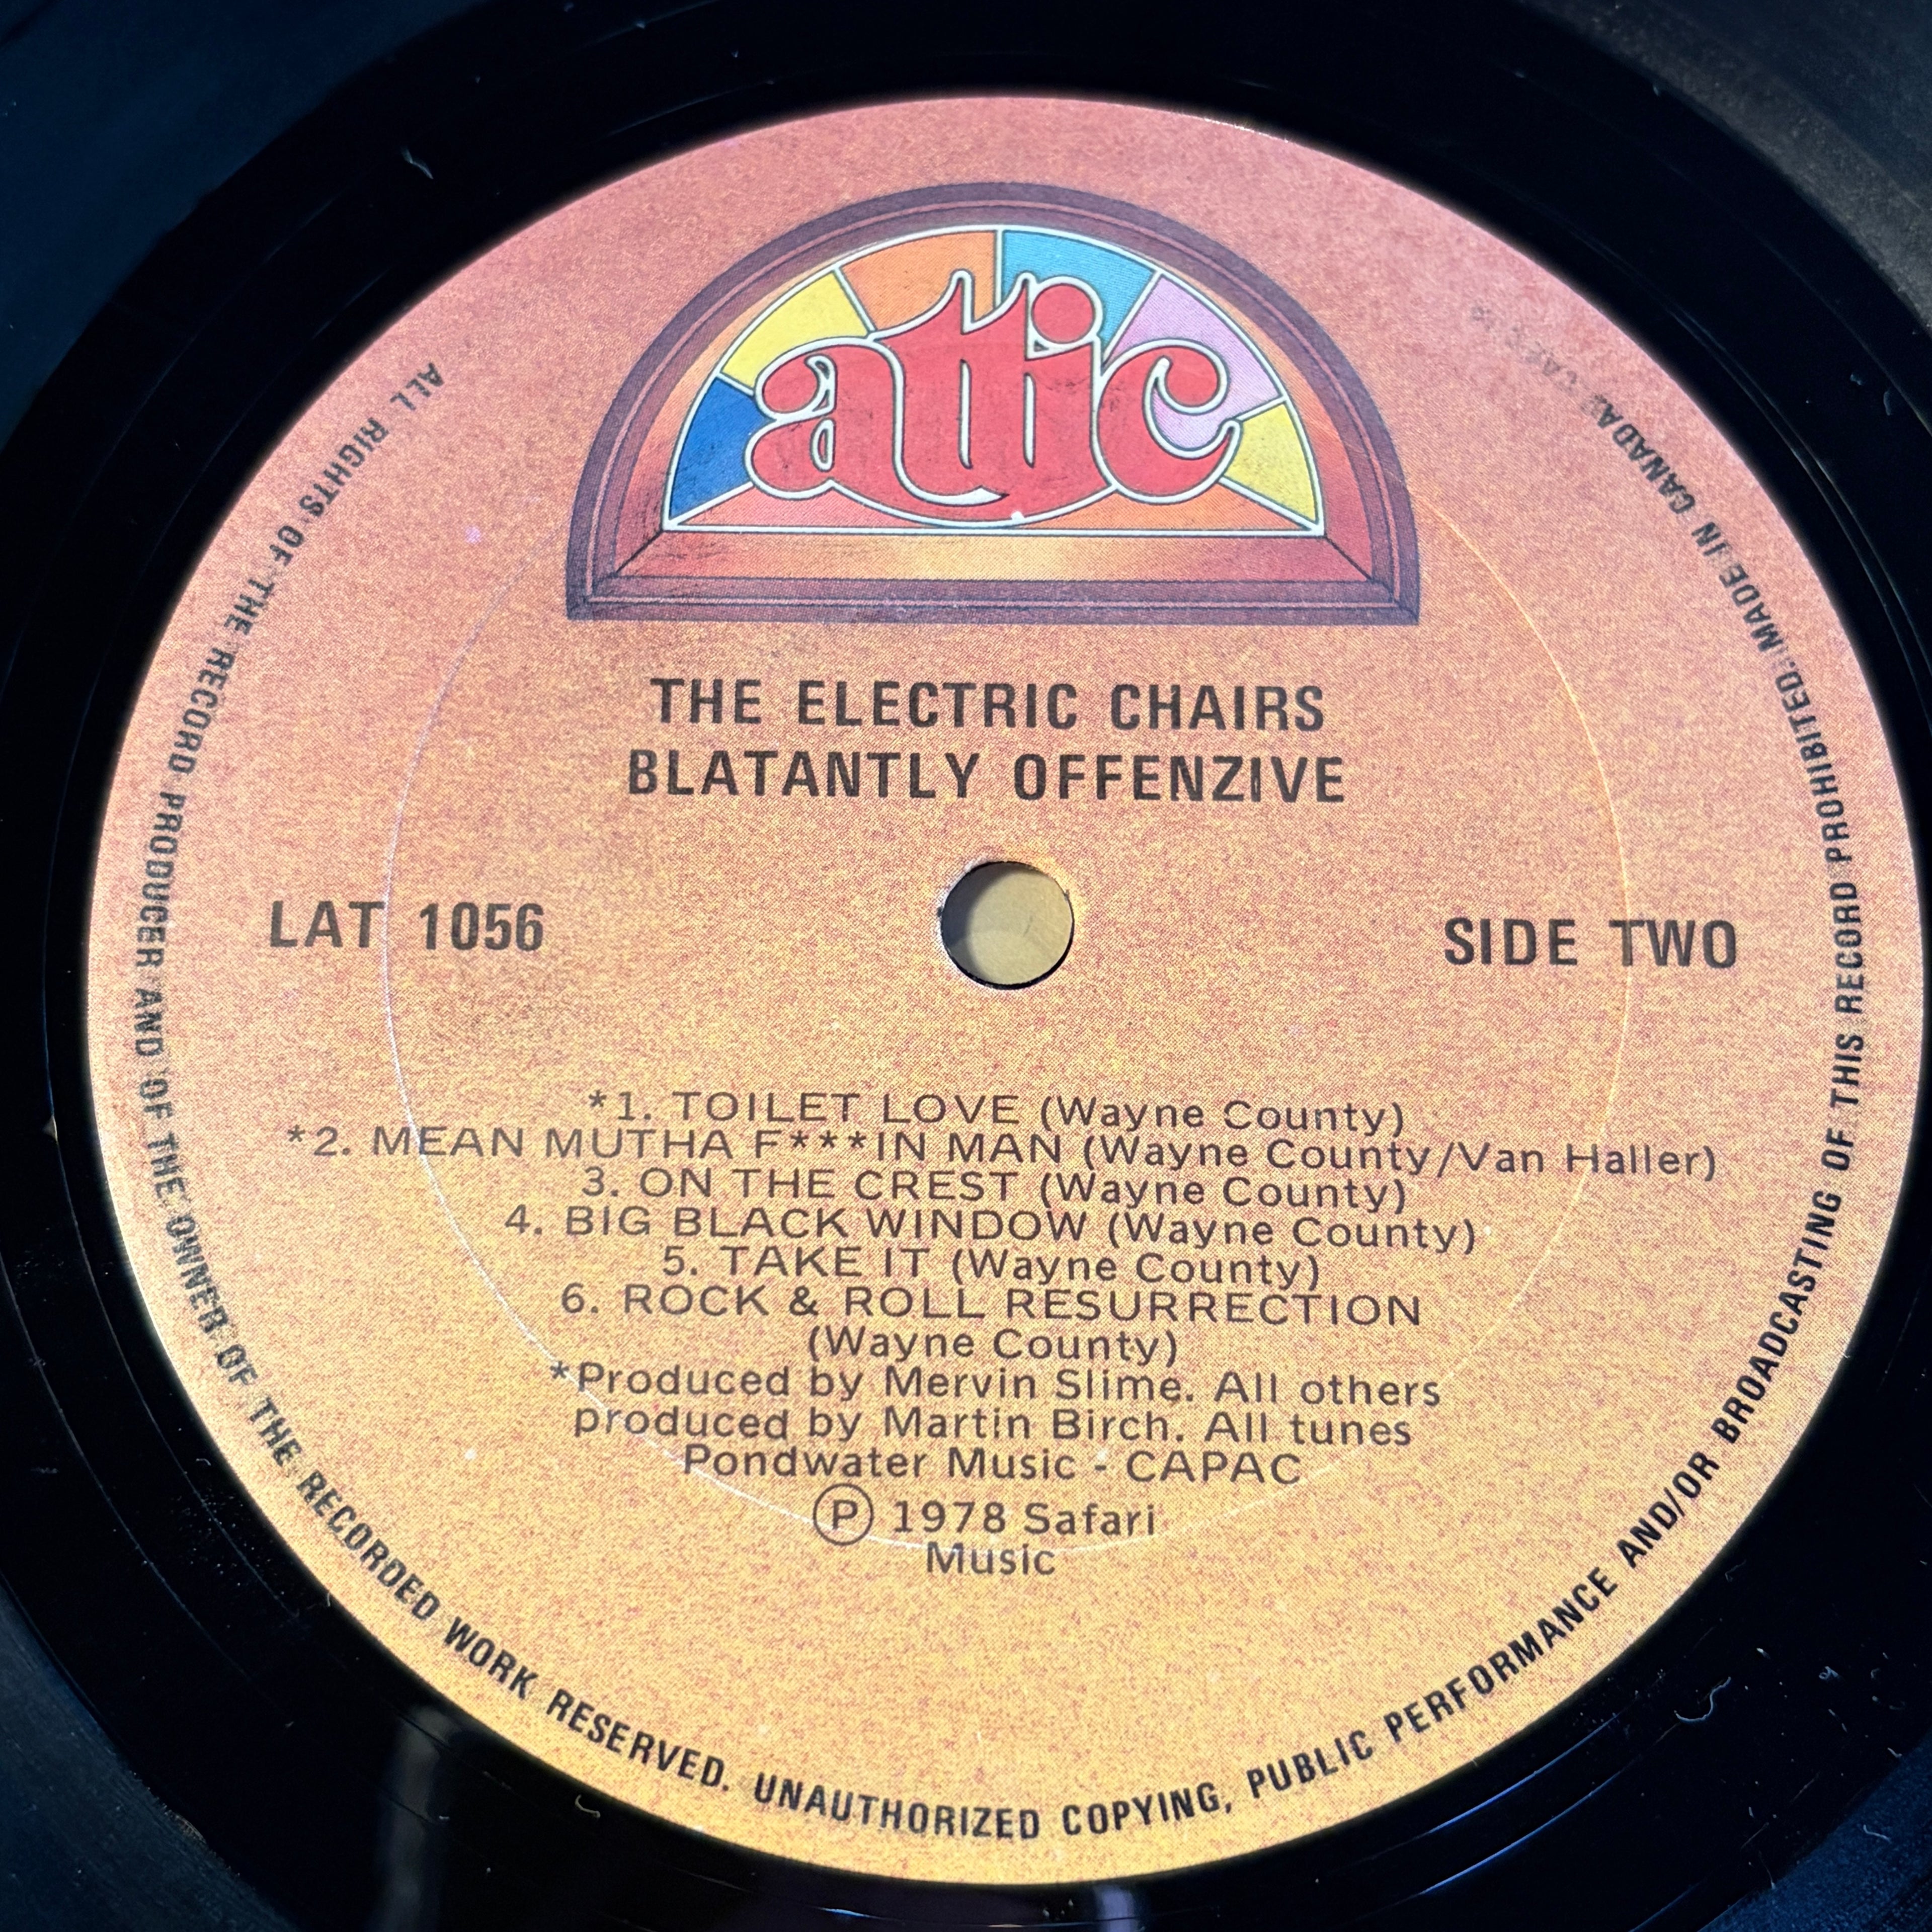 attic
THE ELECTRIC CHAIRS
BLATANTLY OFFENZIVE
LAT 1056
SIDE TWO
*1. TOILET LOVE (Wayne County)
*2. MEAN MUTHA F***IN MAN (Wayne County/Van Haller)
3. ON THE CREST (Wayne County)
4. BIG BLACK WINDOW (Wayne County)
5. TAKE IT (Wayne County)
6. ROCK & ROLL RESURRECTION
(Wayne County)
*Produced by Mervin Slime. All others
produced by Martin Birch. All tunes
Pondwater Music - CAPAC
Ⓟ 1978 Safari
Music
ALL RIGHTS OF THE RECORD PRODUCER AND OF THE OWNER OF THE RECORDED WORK RESERVED. UNAUTHORIZED COPYING, PUBLIC PERFORMANCE AND/OR BROADCASTING OF THIS RECORD PROHIBITED. MADE IN CANADA